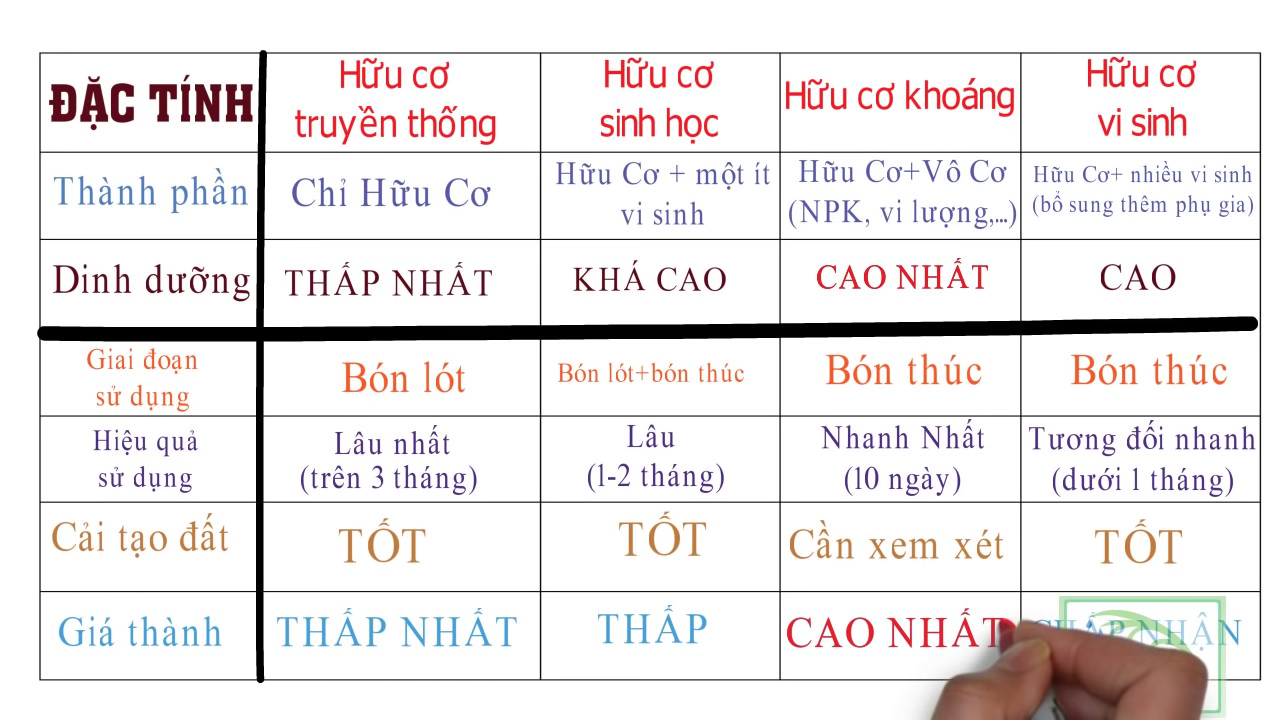 ĐẶC TÍNH
Hữu cơ
truyền thống
Hữu cơ
sinh học
Hữu cơ khoáng
Hữu cơ
vi sinh
Thành phần
Chỉ Hữu Cơ
Hữu Cơ + một ít
vi sinh
Hữu Cơ+Vô Cơ
(NPK, vi lượng,...)
Hữu Cơ+ nhiều vi sinh
(bổ sung thêm phụ gia)
Dinh dưỡng
THẤP NHẤT
KHÁ CAO
CAO NHẤT
CAO
Giai đoạn
sử dụng
Bón lót
Bón lót+bón thúc
Bón thúc
Bón thúc
Hiệu quả
sử dụng
Lâu nhất
(trên 3 tháng)
Lâu
(1-2 tháng)
Nhanh Nhất
(10 ngày)
Tương đối nhanh
(dưới 1 tháng)
Cải tạo đất
TỐT
TỐT
Cần xem xét
TỐT
Giá thành
THẤP NHẤT
THẤP
CAO NHẤT
CHẤP NHẬN